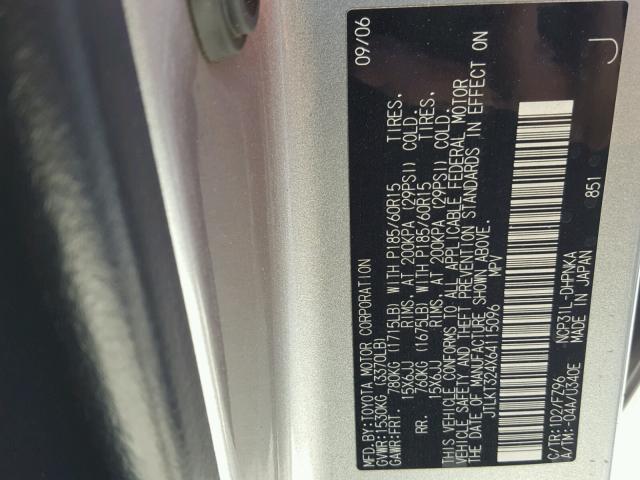 MFD. BY: TOYOTA MOTOR CORPORATION 09/06
GVWR: 1530KG (3370LB)
GAWR: FRT. 780KG (1715LB) WITH P185/60R15 TIRES,
15X6JJ RIMS, AT 200KPA (29PSI) COLD.
RR. 760KG (1675LB) WITH P185/60R15 TIRES,
15X6JJ RIMS, AT 200KPA (29PSI) COLD.
THIS VEHICLE CONFORMS TO ALL APPLICABLE FEDERAL MOTOR
VEHICLE SAFETY AND THEFT PREVENTION STANDARDS IN EFFECT ON
THE DATE OF MANUFACTURE SHOWN ABOVE.
JTLKT324X64115096 MPV
C/TR: 1D2/F796 NCP31L-DHPNKA 851
A/TM: -04A/U340E MADE IN JAPAN J